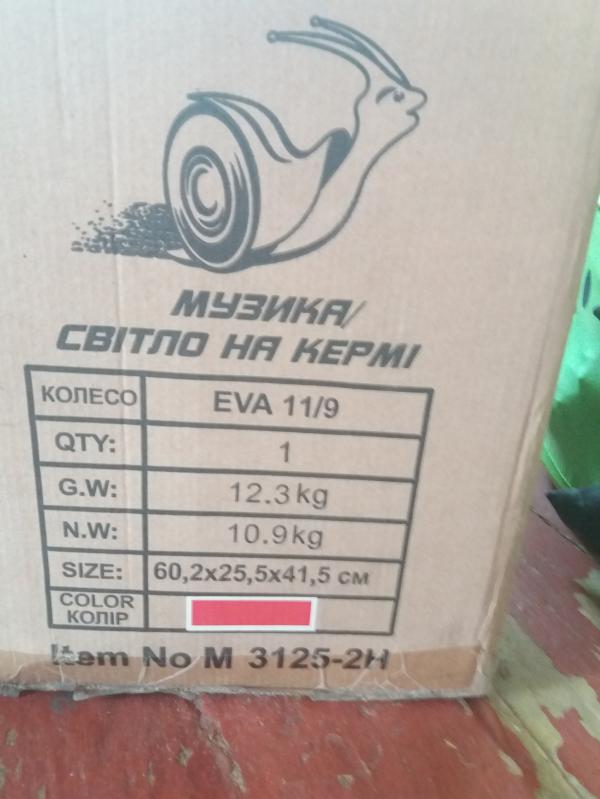 МУЗИКА/
СВІТЛО НА КЕРМІ
КОЛЕСО EVA 11/9
QTY: 1
G.W: 12.3kg
N.W: 10.9kg
SIZE: 60,2x25,5x41,5 см
COLOR
КОЛІР
Item No M 3125-2H